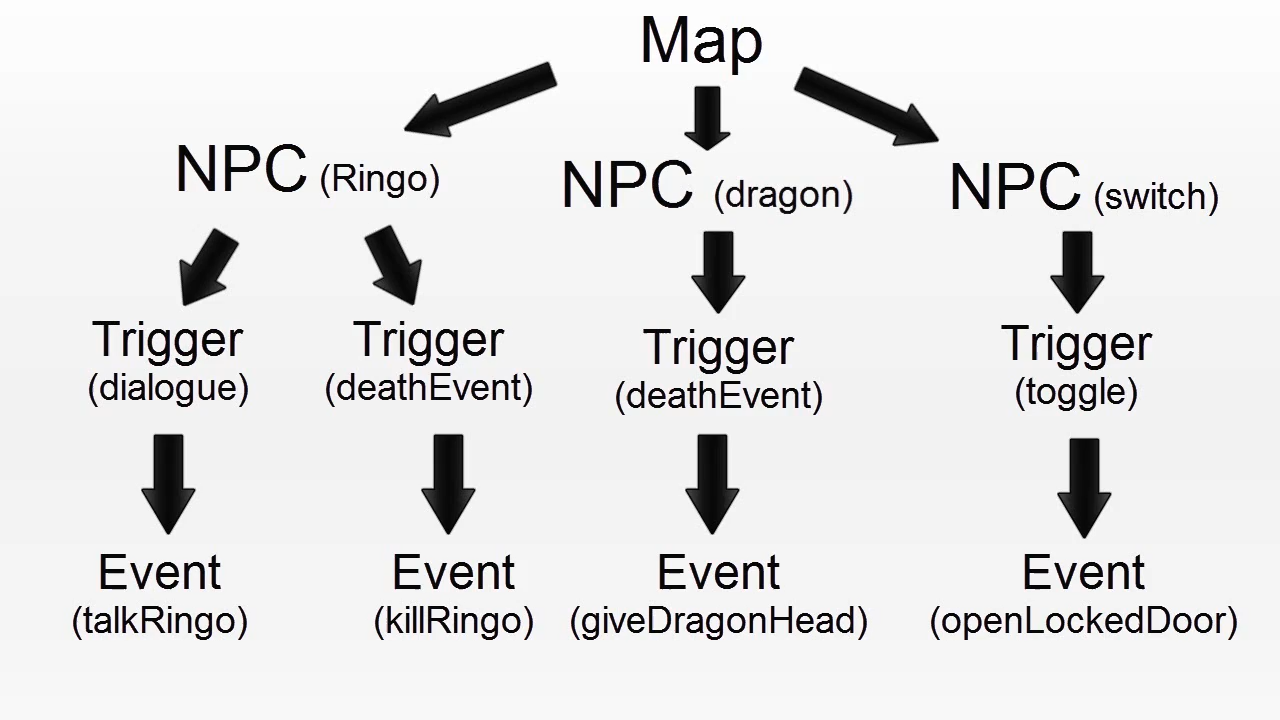 Map
NPC (Ringo)
NPC (dragon)
NPC (switch)
Trigger
(dialogue)
Trigger
(deathEvent)
Trigger
(deathEvent)
Trigger
(toggle)
Event
(talkRingo)
Event
(killRingo)
Event
(giveDragonHead)
Event
(openLockedDoor)